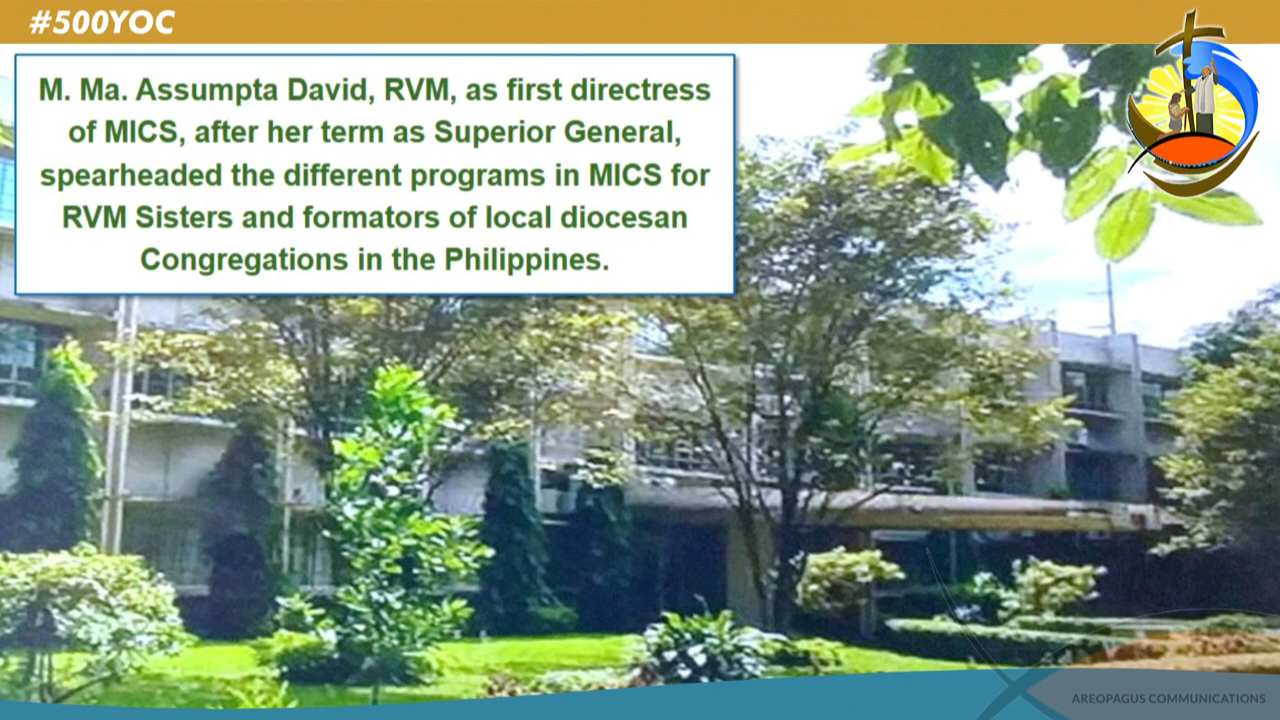 #500YOC
M. Ma. Assumpta David, RVM, as first directress
of MICS, after her term as Superior General,
spearheaded the different programs in MICS for
RVM Sisters and formators of local diocesan
Congregations in the Philippines.
AREOPAGUS COMMUNICATIONS